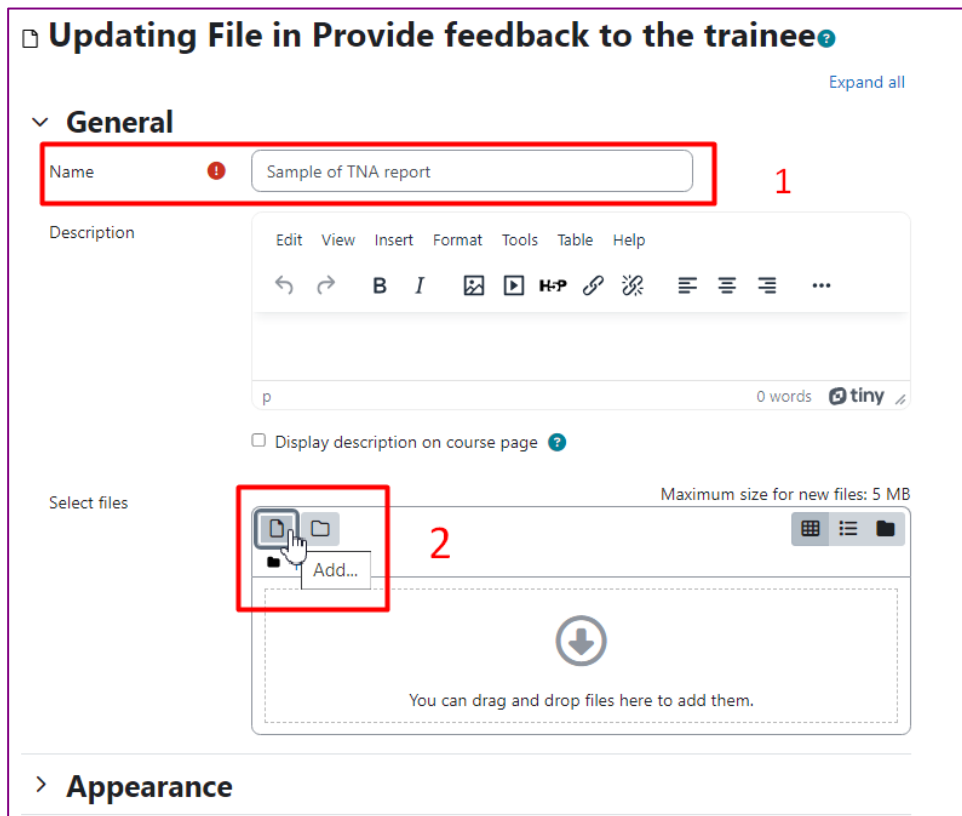 Updating File in Provide feedback to the trainee
Expand all
General
Name
Sample of TNA report
1
Description
Edit View Insert Format Tools Table Help
B I H-P
p
0 words tiny
Display description on course page
Select files
Maximum size for new files: 5 MB
2
Add...
You can drag and drop files here to add them.
Appearance